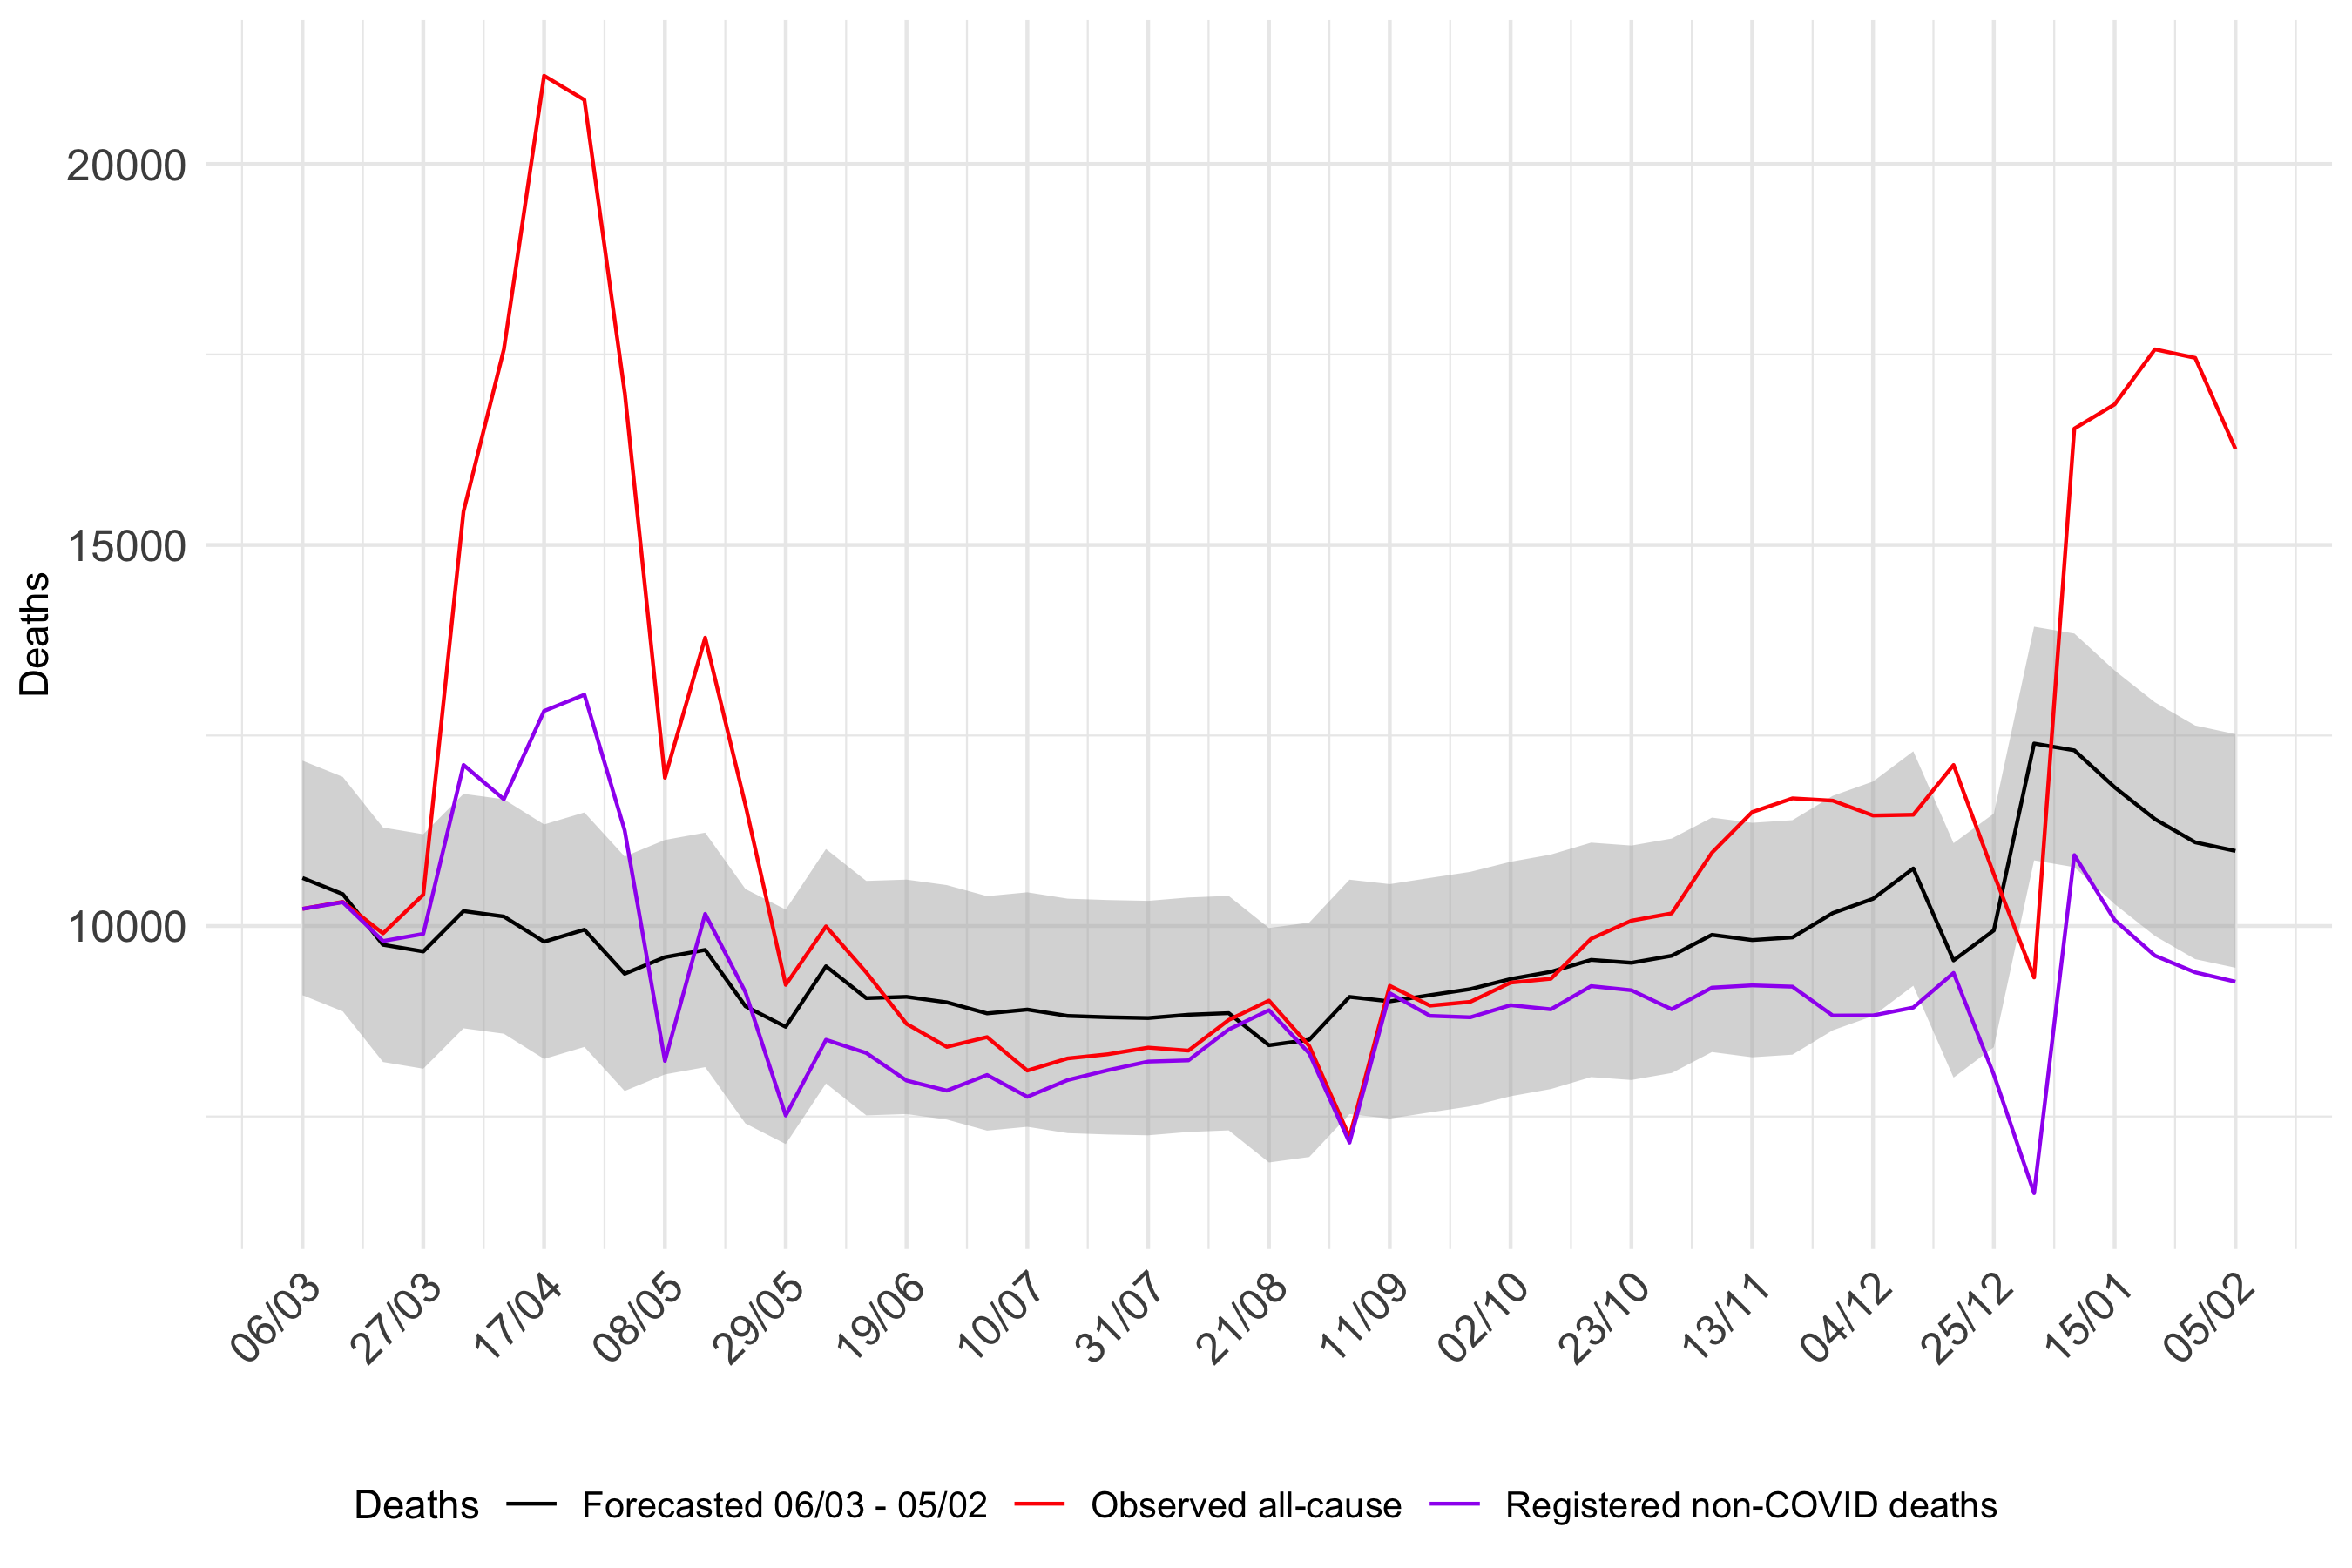 Deaths
20000
15000
10000
06/03 27/03 17/04 08/05 29/05 19/06 10/07 31/07 21/08 11/09 02/10 23/10 13/11 04/12 25/12 15/01 05/02
Deaths Forecasted 06/03 - 05/02 Observed all-cause Registered non-COVID deaths